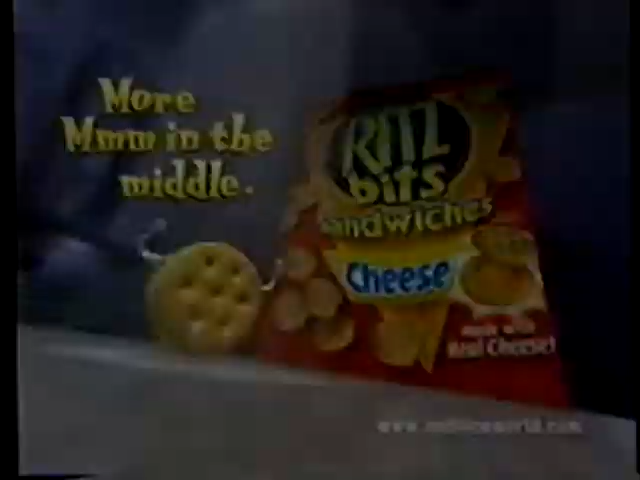 More
Mmm in the
middle.
RITZ
bits
sandwiches
Cheese
made with
Real Cheese!